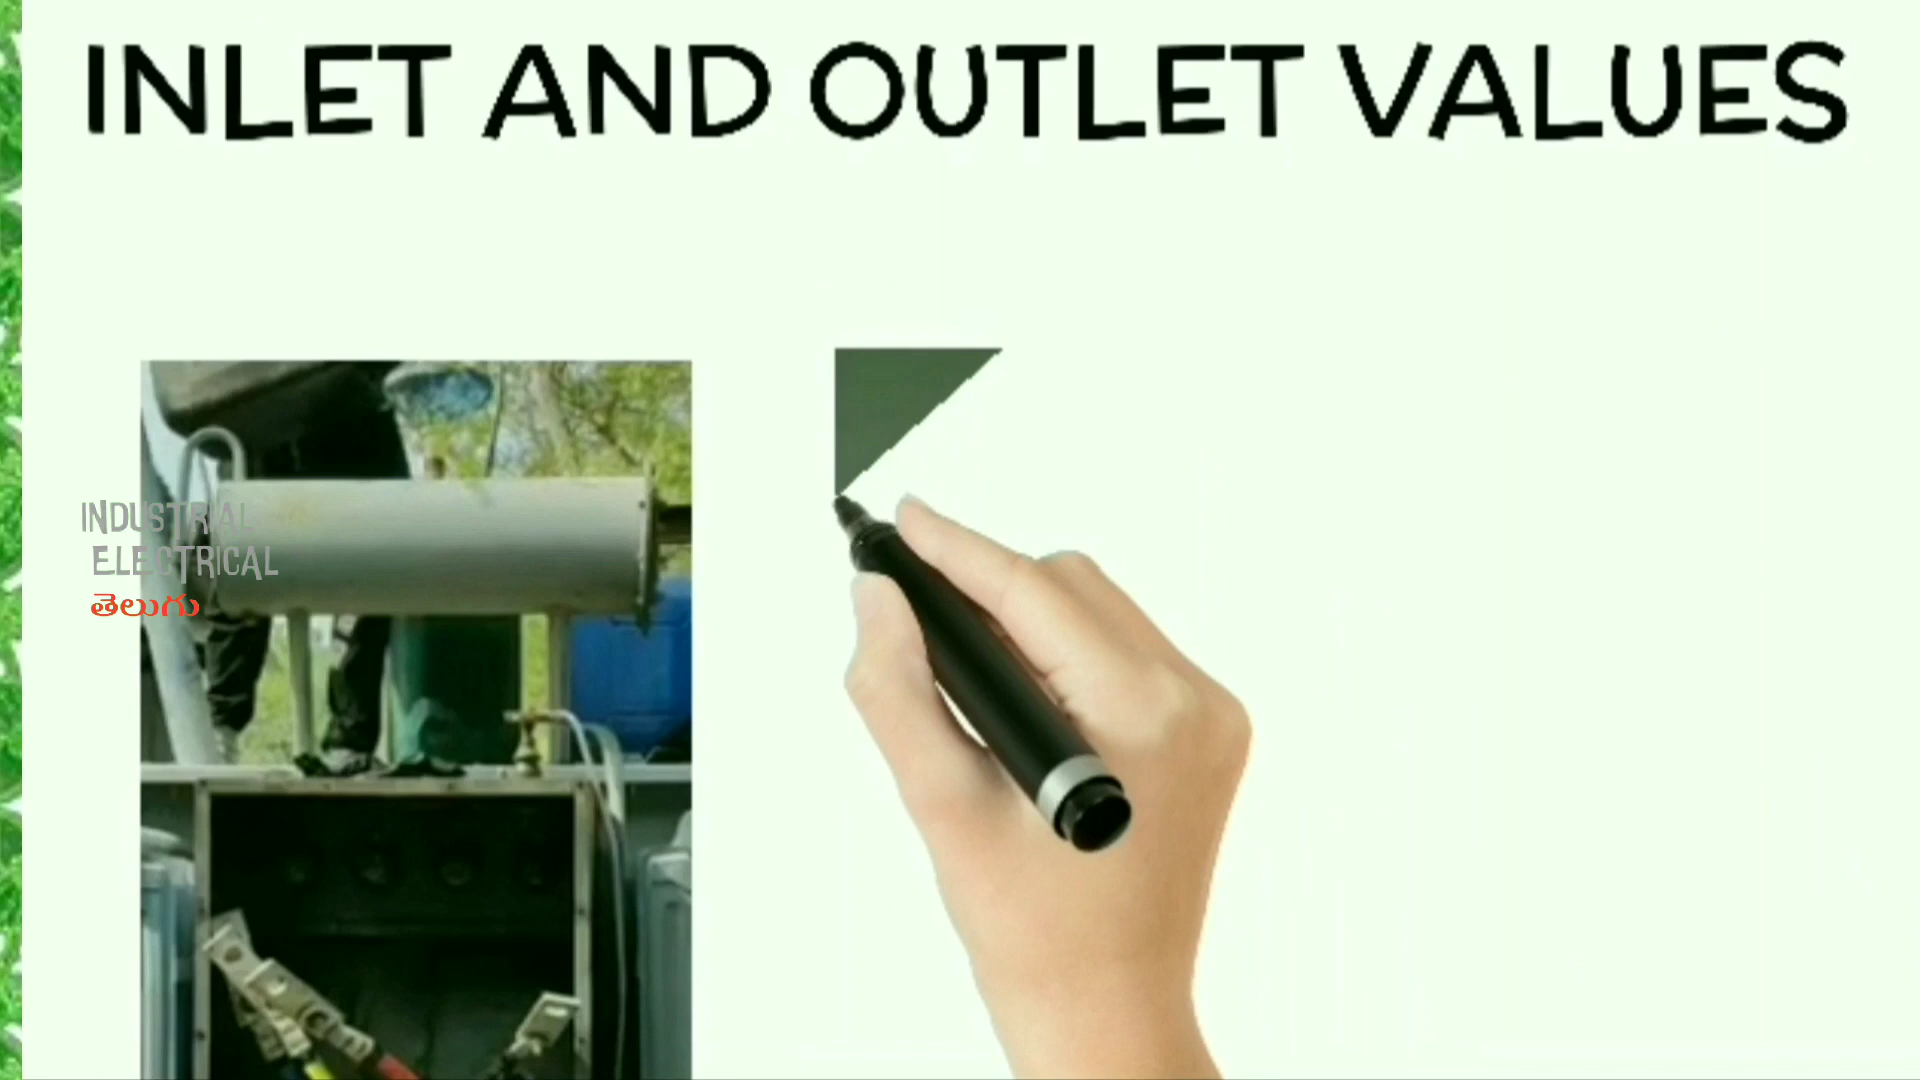 INLET AND OUTLET VALUES
INDUSTRIAL
ELECTRICAL
తెలుగు